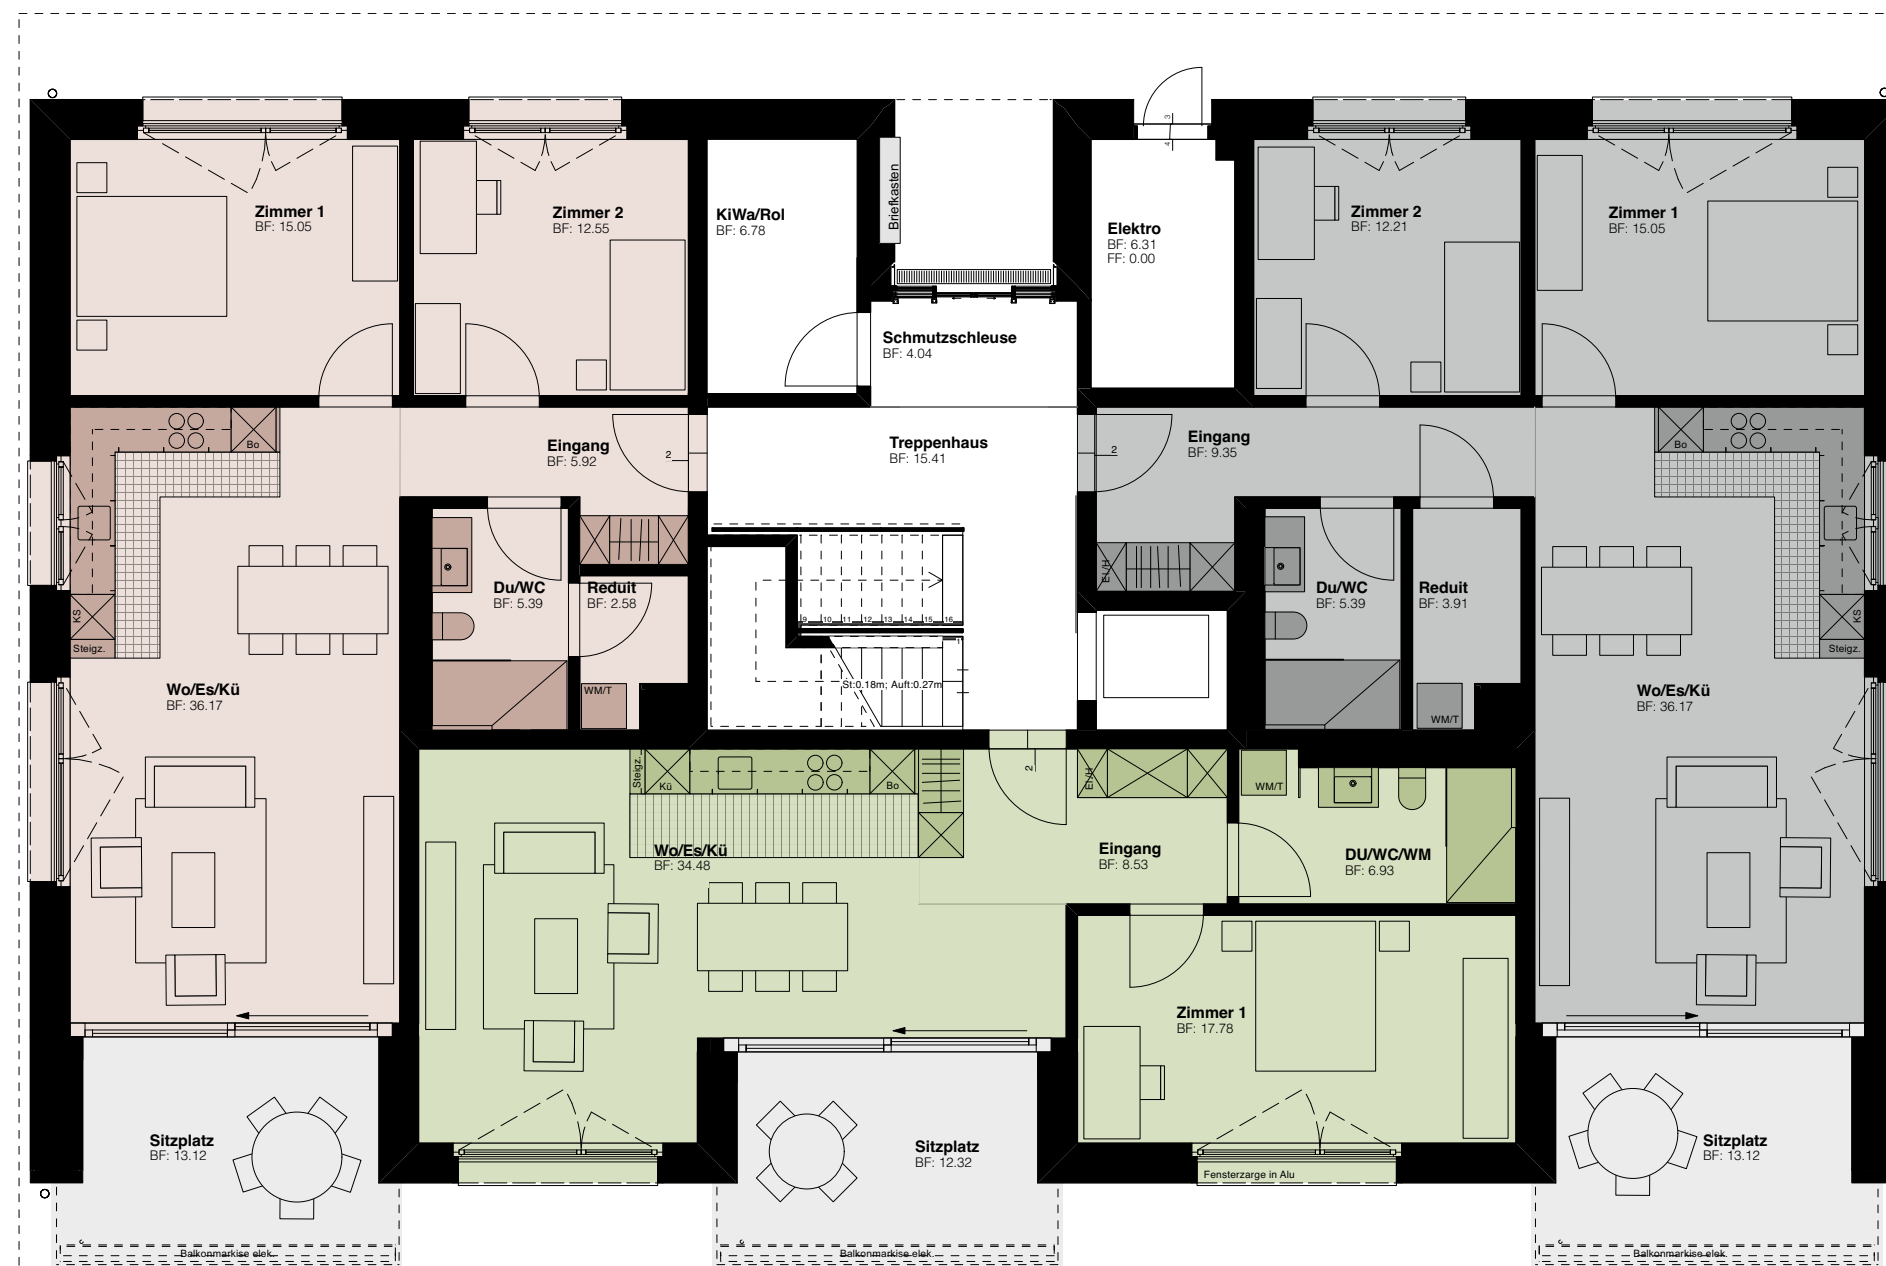 3
4
Briefkasten
Zimmer 1
BF: 15.05
Zimmer 2
BF: 12.55
KiWa/Rol
BF: 6.78
Elektro
BF: 6.31
FF: 0.00
Zimmer 2
BF: 12.21
Zimmer 1
BF: 15.05
Schmutzschleuse
BF: 4.04
Bo
Eingang
BF: 5.92
2
Treppenhaus
BF: 15.41
2
Eingang
BF: 9.35
Bo
KS
Steigz.
Du/WC
BF: 5.39
Reduit
BF: 2.58
WM/T
9 10 11 12 13 14 15 16
1
St:0.18m; Auft:0.27m
EL/H
Du/WC
BF: 5.39
Reduit
BF: 3.91
WM/T
KS
Steigz.
Wo/Es/Kü
BF: 36.17
Wo/Es/Kü
BF: 36.17
Steigz.
Kü
Bo
2
EL/H
WM/T
Wo/Es/Kü
BF: 34.48
Eingang
BF: 8.53
DU/WC/WM
BF: 6.93
Zimmer 1
BF: 17.78
Sitzplatz
BF: 13.12
Sitzplatz
BF: 12.32
Fensterzarge in Alu
Sitzplatz
BF: 13.12
Balkonmarkise elek.
Balkonmarkise elek.
Balkonmarkise elek.